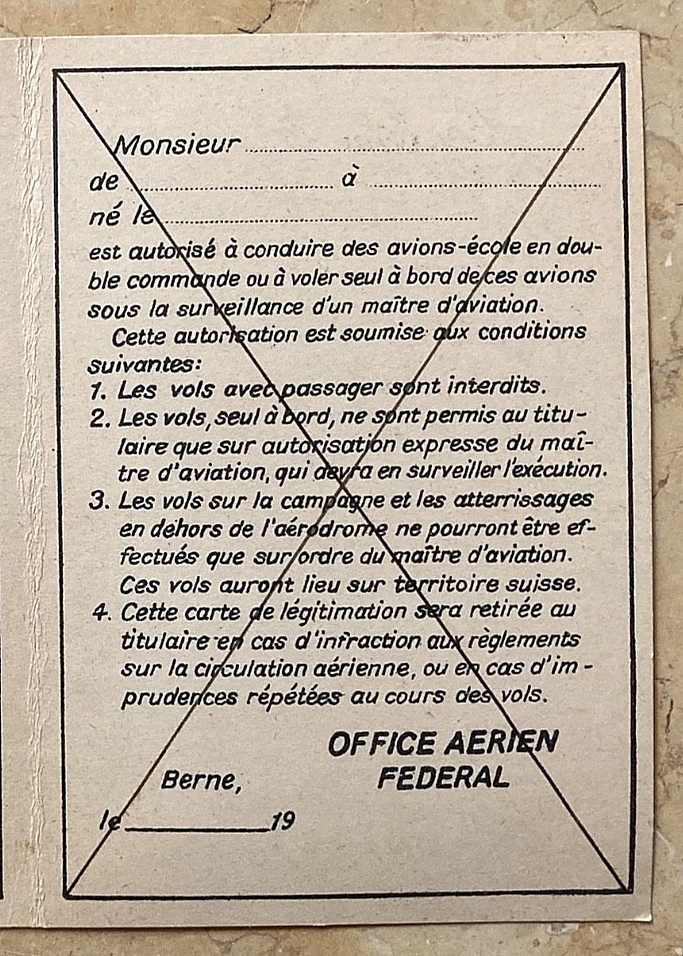 Monsieur
de à
né le
est autorisé à conduire des avions-école en dou-
ble commande ou à voler seul à bord de ces avions
sous la surveillance d'un maître d'aviation.
Cette autorisation est soumise aux conditions
suivantes:
1. Les vols avec passager sont interdits.
2. Les vols, seul à bord, ne sont permis au titu-
laire que sur autorisation expresse du maî-
tre d'aviation, qui devra en surveiller l'exécution.
3. Les vols sur la campagne et les atterrissages
en dehors de l'aérodrome ne pourront être ef-
fectués que sur ordre du maître d'aviation.
Ces vols auront lieu sur territoire suisse.
4. Cette carte de légitimation sera retirée au
titulaire en cas d'infraction aux règlements
sur la circulation aérienne, ou en cas d'im-
prudences répétées au cours des vols.
OFFICE AERIEN
FEDERAL
Berne,
le 19